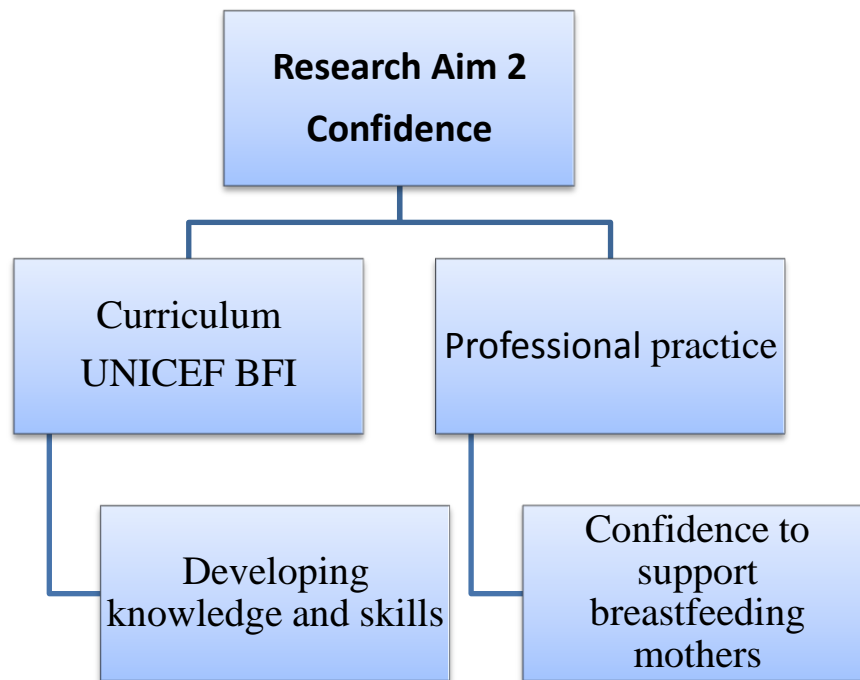 Research Aim 2
Confidence
Curriculum
UNICEF BFI
Professional practice
Developing
knowledge and skills
Confidence to
support
breastfeeding
mothers